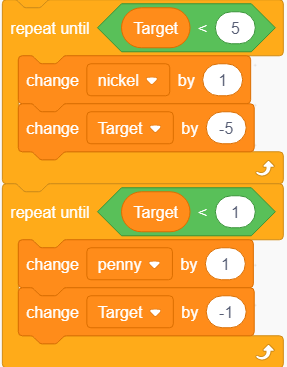 repeat until Target < 5
change nickel by 1
change Target by -5
repeat until Target < 1
change penny by 1
change Target by -1